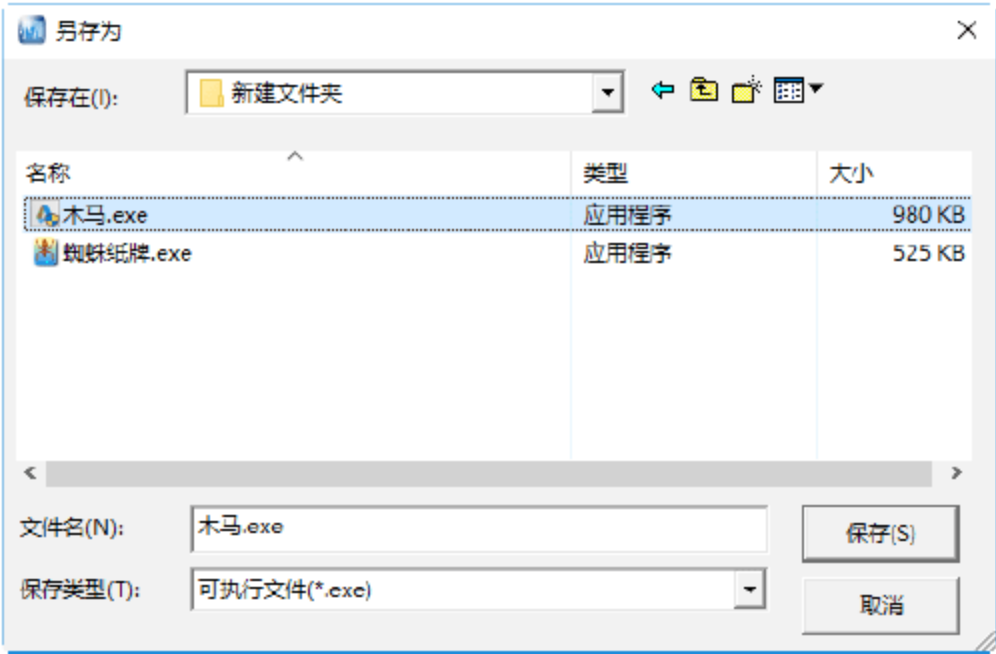 另存为
保存在(I): 新建文件夹
名称 类型 大小
木马.exe 应用程序 980 KB
蜘蛛纸牌.exe 应用程序 525 KB
文件名(N): 木马.exe 保存(S)
保存类型(T): 可执行文件(*.exe) 取消